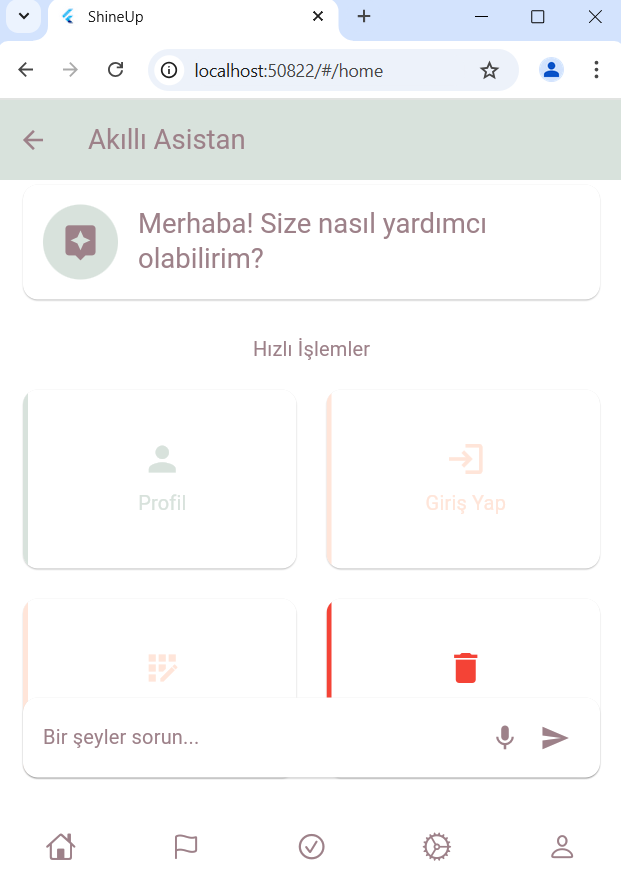 ShineUp
localhost:50822/#/home
Akıllı Asistan
Merhaba! Size nasıl yardımcı
olabilirim?
Hızlı İşlemler
Profil
Giriş Yap
Bir şeyler sorun...